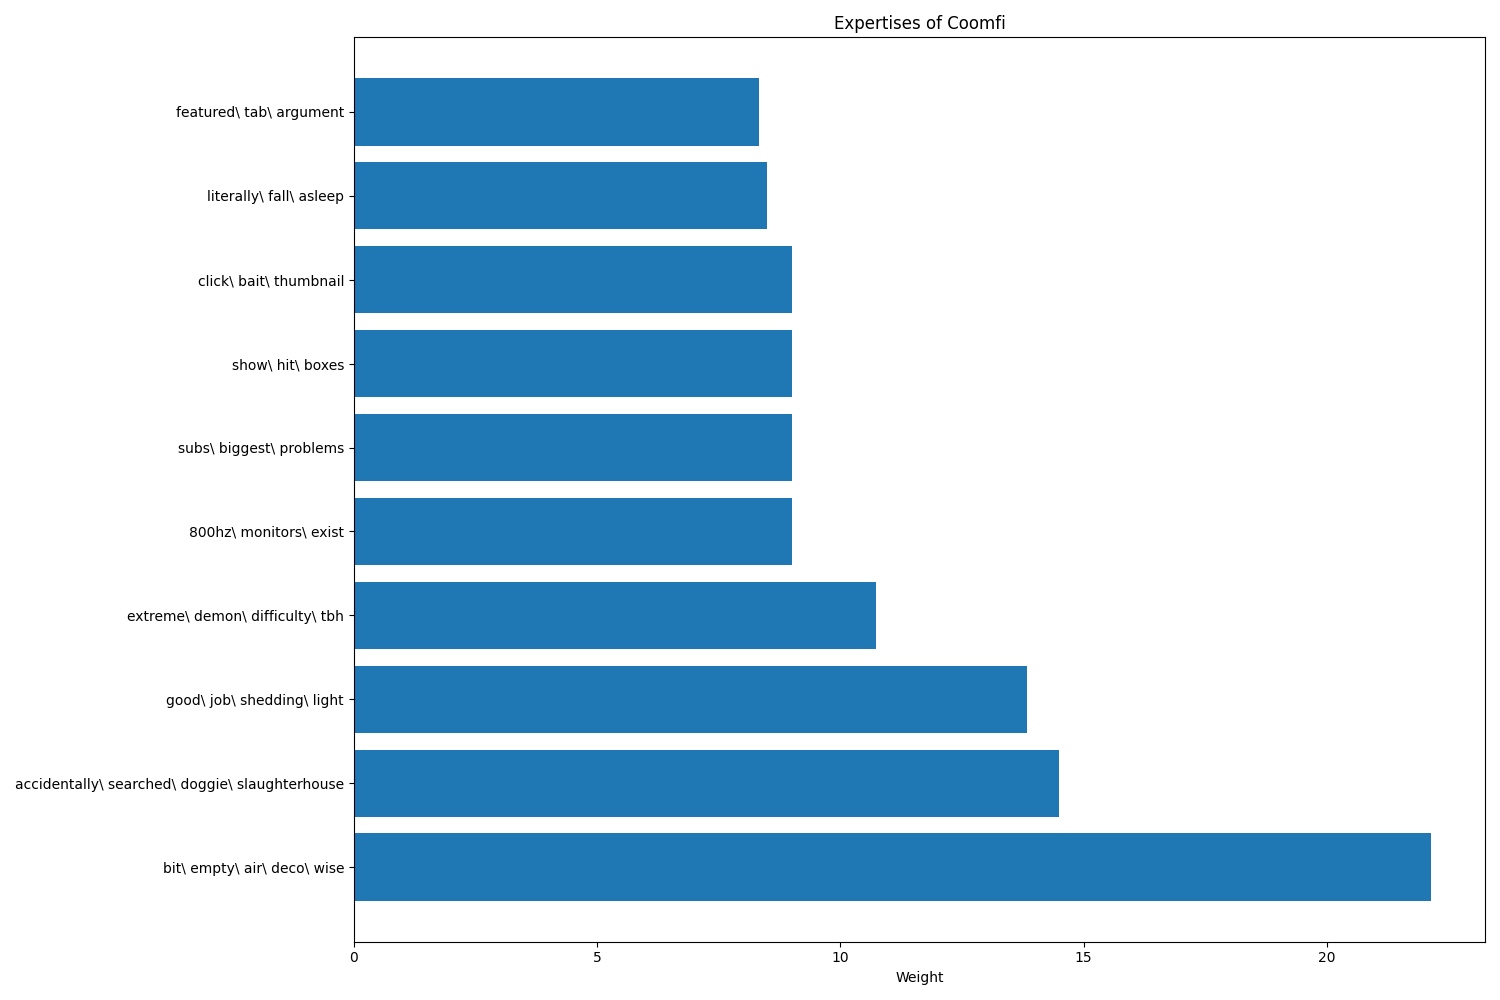 Expertises of Coomfi
featured\ tab\ argument
literally\ fall\ asleep
click\ bait\ thumbnail
show\ hit\ boxes
subs\ biggest\ problems
800hz\ monitors\ exist
extreme\ demon\ difficulty\ tbh
good\ job\ shedding\ light
accidentally\ searched\ doggie\ slaughterhouse
bit\ empty\ air\ deco\ wise
0 5 10 15 20
Weight